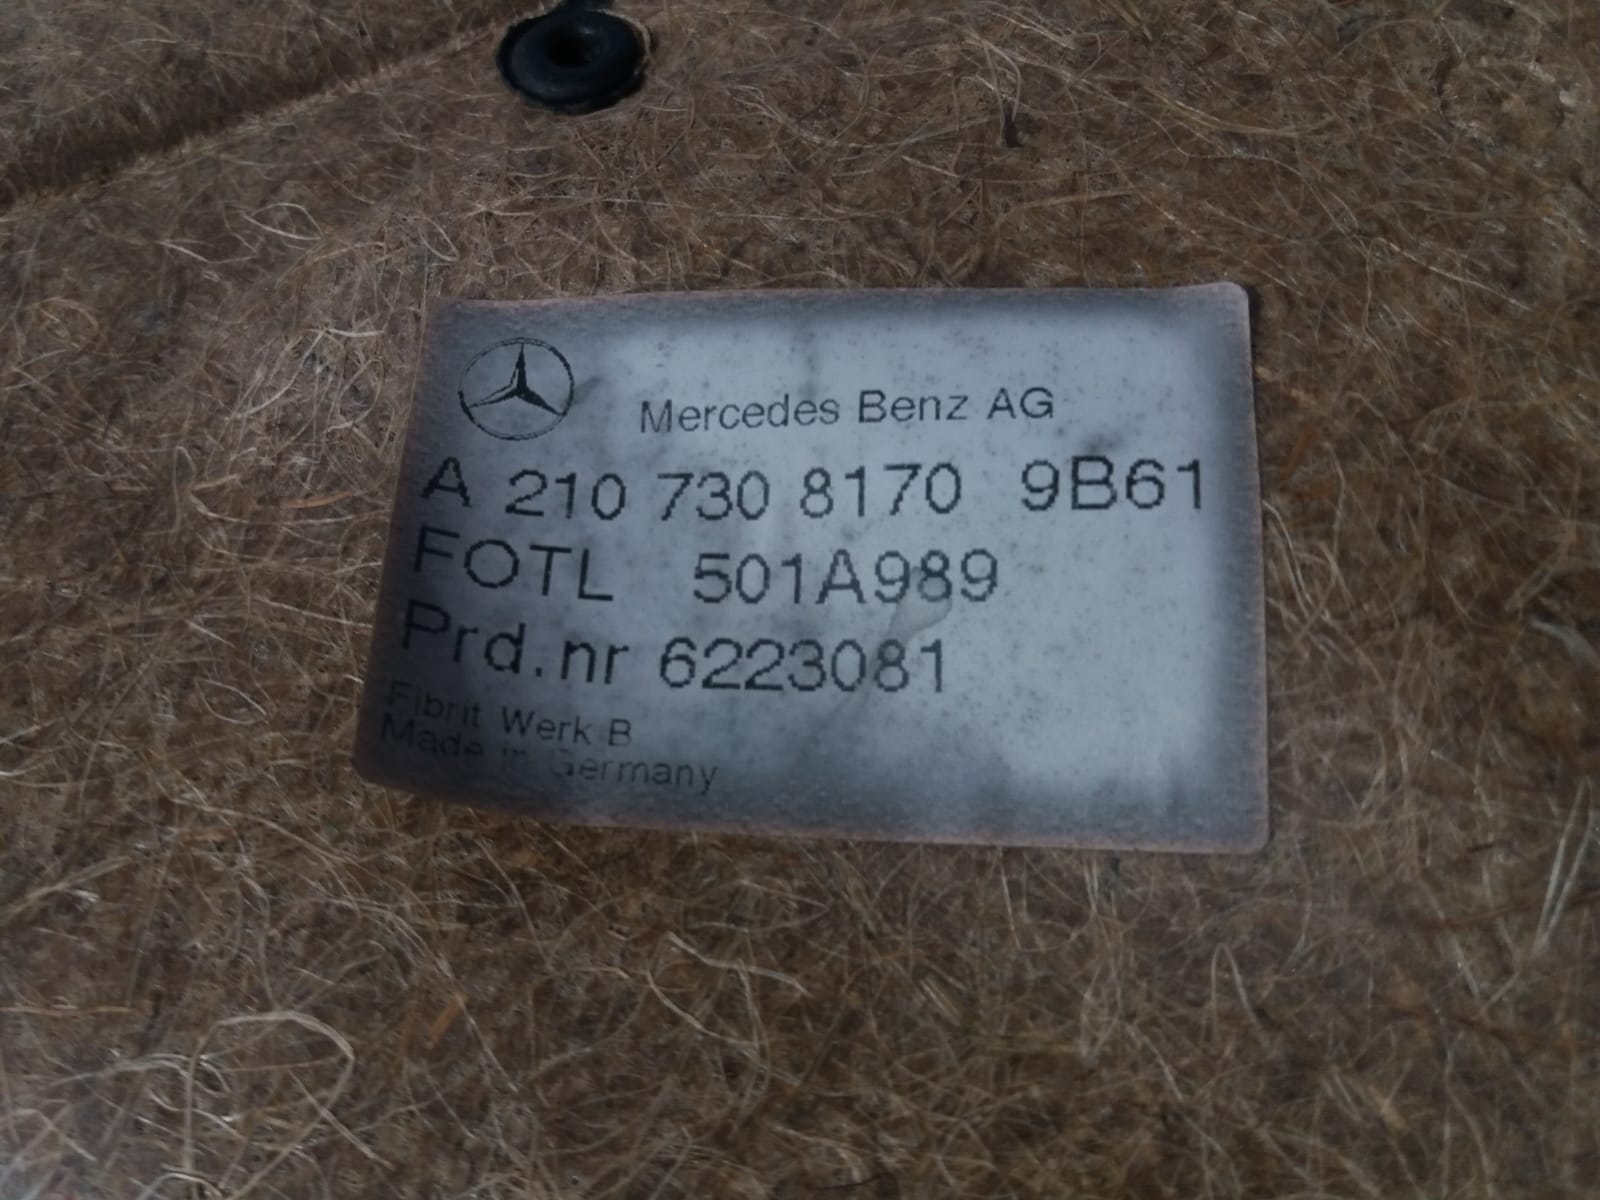 Mercedes Benz AG
A 210 730 8170 9B61
FOTL 501A989
Prd.nr 6223081
Fibrit Werk B
Made in Germany